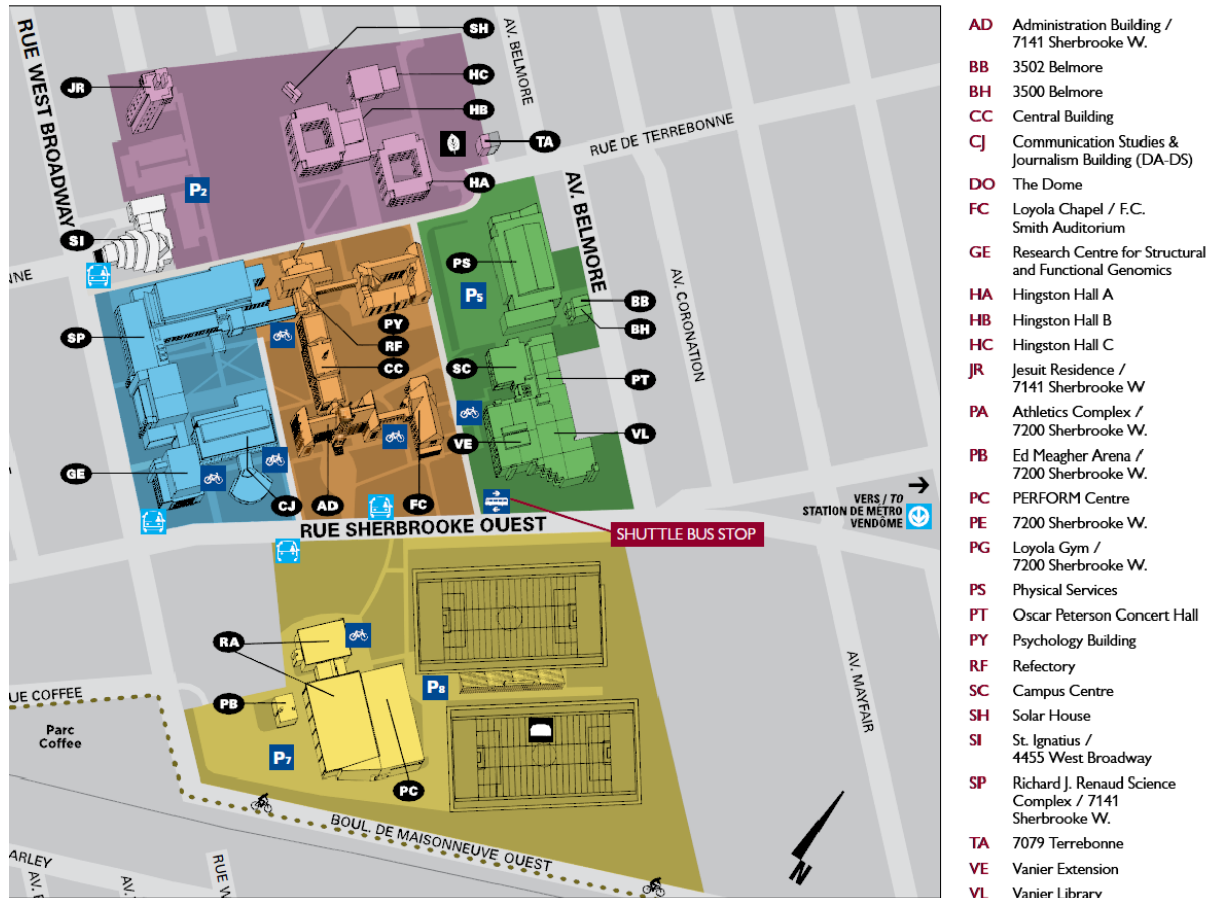 RUE WEST BROADWAY
SH
JR
HC
HB
AV. BELMORE
TA
RUE DE TERREBONNE
P2
HA
SI
NNE
PS
AV. BELMORE
AV. CORONATION
P5
BB
BH
SP
PY
RF
CC
SC
PT
VE
VL
GE
CJ
AD
FC
RUE SHERBROOKE OUEST
SHUTTLE BUS STOP
VERS / TO
STATION DE MÉTRO
VENDÔME
RA
PB
P8
P7
PC
AV. MAYFAIR
UE COFFEE
Parc
Coffee
BOUL. DE MAISONNEUVE OUEST
ARLEY
AV.
AV.
RUE W
N
AD Administration Building /
7141 Sherbrooke W.
BB 3502 Belmore
BH 3500 Belmore
CC Central Building
CJ Communication Studies &
Journalism Building (DA-DS)
DO The Dome
FC Loyola Chapel / F.C.
Smith Auditorium
GE Research Centre for Structural
and Functional Genomics
HA Hingston Hall A
HB Hingston Hall B
HC Hingston Hall C
JR Jesuit Residence /
7141 Sherbrooke W
PA Athletics Complex /
7200 Sherbrooke W.
PB Ed Meagher Arena /
7200 Sherbrooke W.
PC PERFORM Centre
PE 7200 Sherbrooke W.
PG Loyola Gym /
7200 Sherbrooke W.
PS Physical Services
PT Oscar Peterson Concert Hall
PY Psychology Building
RF Refectory
SC Campus Centre
SH Solar House
SI St. Ignatius /
4455 West Broadway
SP Richard J. Renaud Science
Complex / 7141
Sherbrooke W.
TA 7079 Terrebonne
VE Vanier Extension
VL Vanier Library